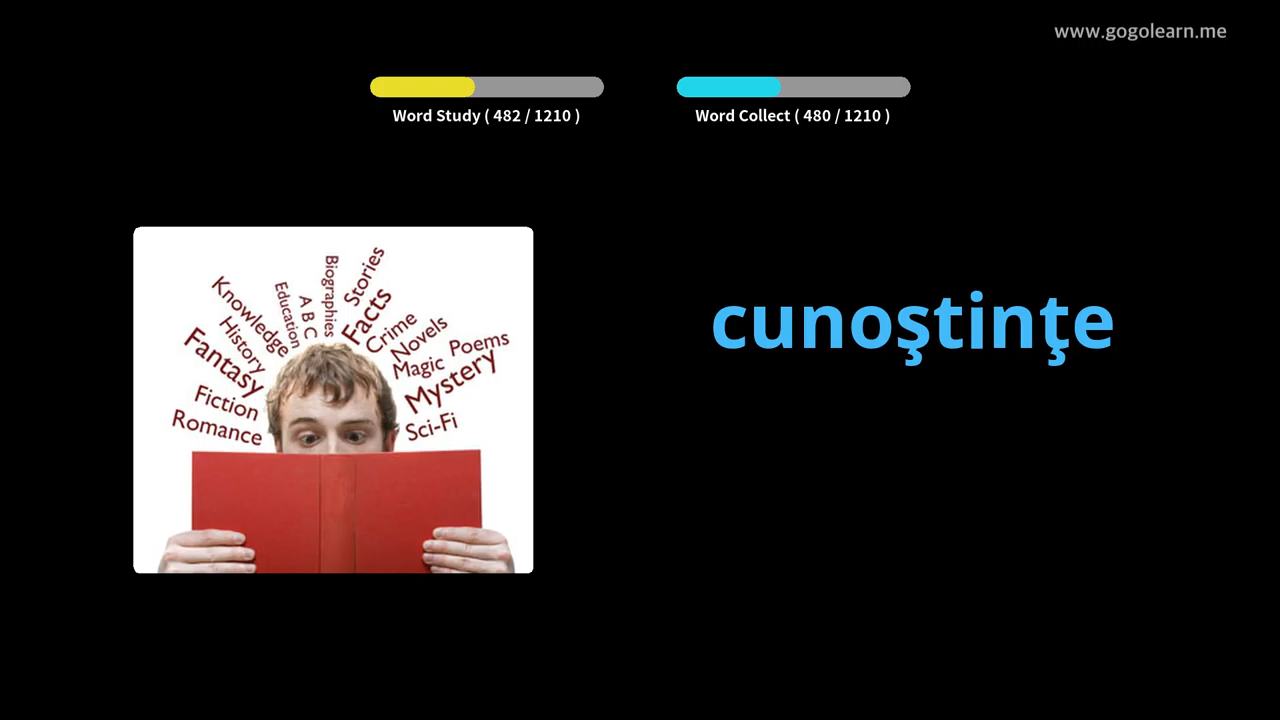 www.gogolearn.me
Word Study ( 482 / 1210 )
Word Collect ( 480 / 1210 )
cunoştinţe
Biographies
Stories
Education
A B C
Facts
Knowledge
History
Crime
Novels
Poems
Fantasy
Magic
Mystery
Fiction
Romance
Sci-Fi